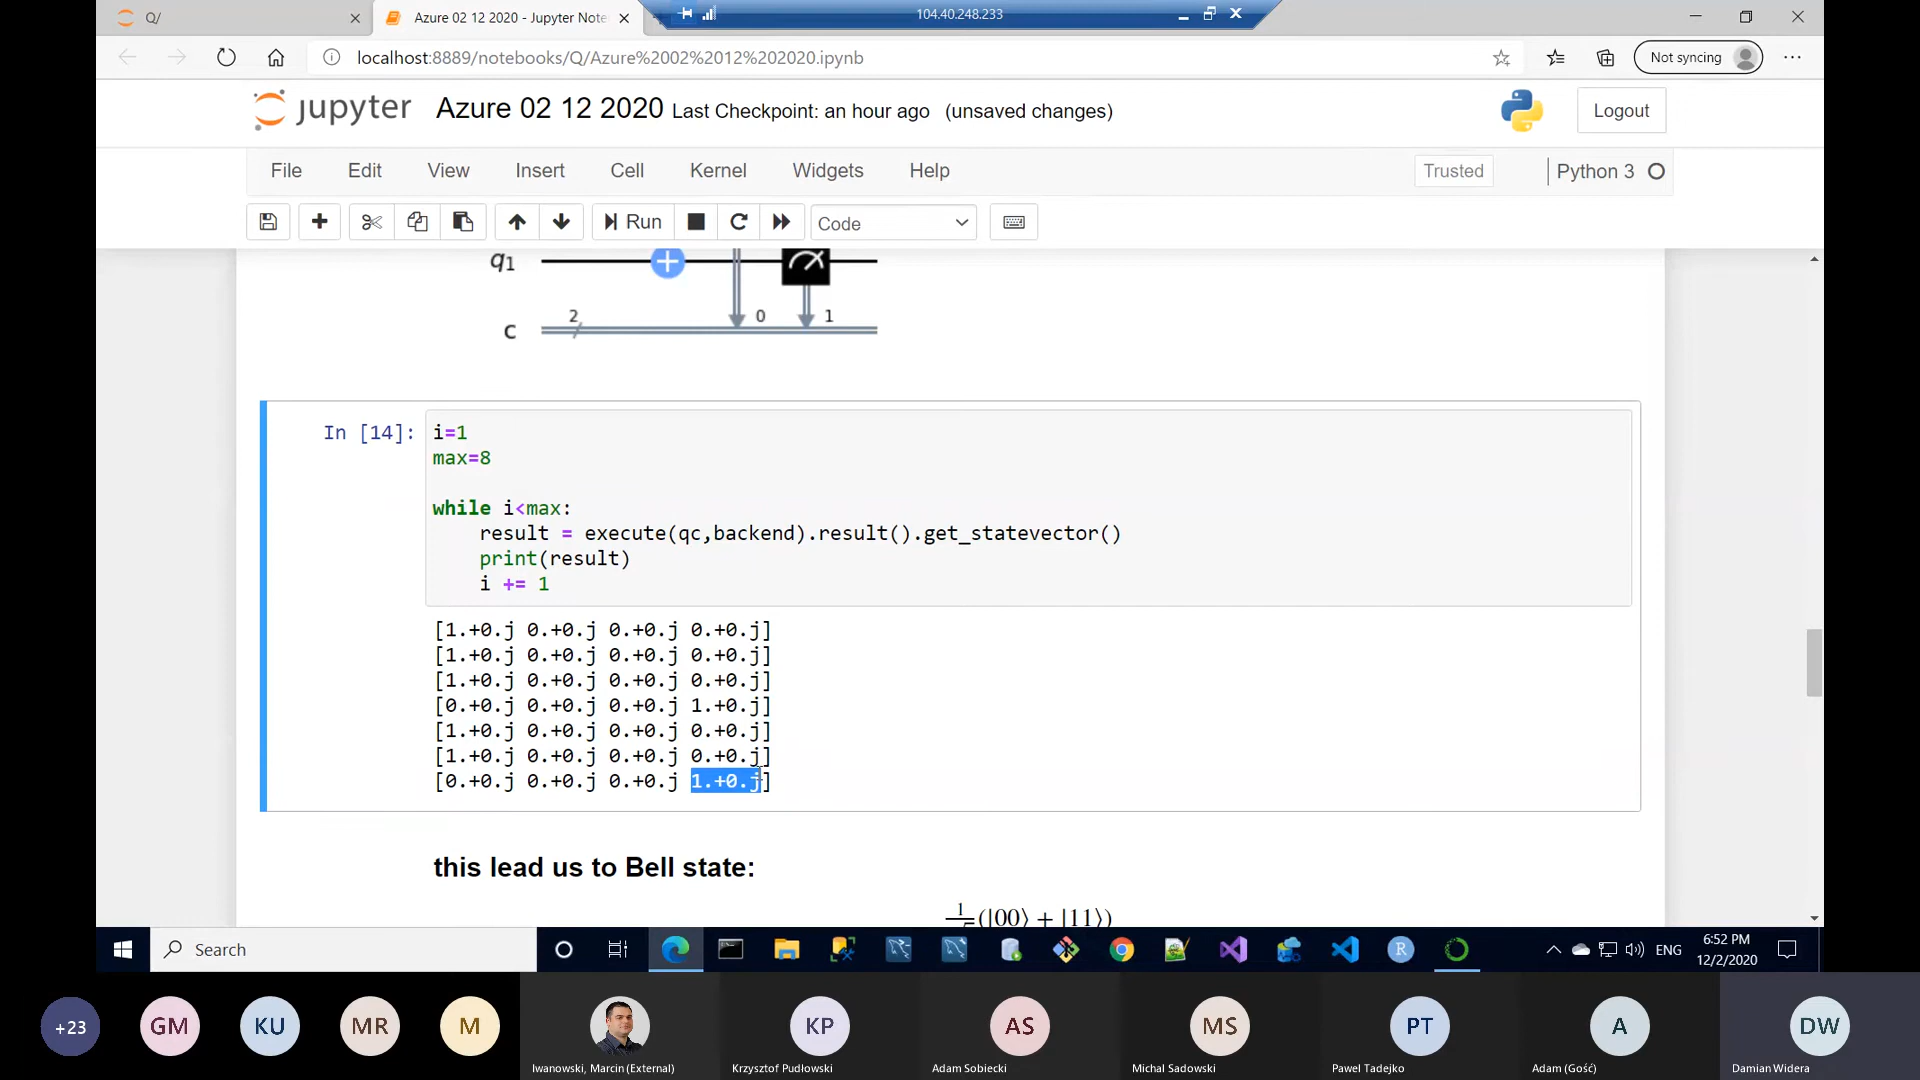 Q/
Azure 02 12 2020 - Jupyter Note
104.40.248.233
localhost:8889/notebooks/Q/Azure%2002%2012%202020.ipynb
Not syncing
jupyter Azure 02 12 2020 Last Checkpoint: an hour ago (unsaved changes)
Logout
File Edit View Insert Cell Kernel Widgets Help
Trusted
Python 3
Run
Code
q1
2
0
1
c
In [14]:
i=1
max=8
while i<max:
result = execute(qc,backend).result().get_statevector()
print(result)
i += 1
[1.+0.j 0.+0.j 0.+0.j 0.+0.j]
[1.+0.j 0.+0.j 0.+0.j 0.+0.j]
[1.+0.j 0.+0.j 0.+0.j 0.+0.j]
[0.+0.j 0.+0.j 0.+0.j 1.+0.j]
[1.+0.j 0.+0.j 0.+0.j 0.+0.j]
[1.+0.j 0.+0.j 0.+0.j 0.+0.j]
[0.+0.j 0.+0.j 0.+0.j 1.+0.j]
this lead us to Bell state:
1
(|00⟩ + |11⟩)
Search
R
ENG
6:52 PM
12/2/2020
+23
GM
KU
MR
M
KP
AS
MS
PT
A
DW
Iwanowski, Marcin (External)
Krzysztof Pudłowski
Adam Sobiecki
Michal Sadowski
Pawel Tadejko
Adam (Gość)
Damian Widera